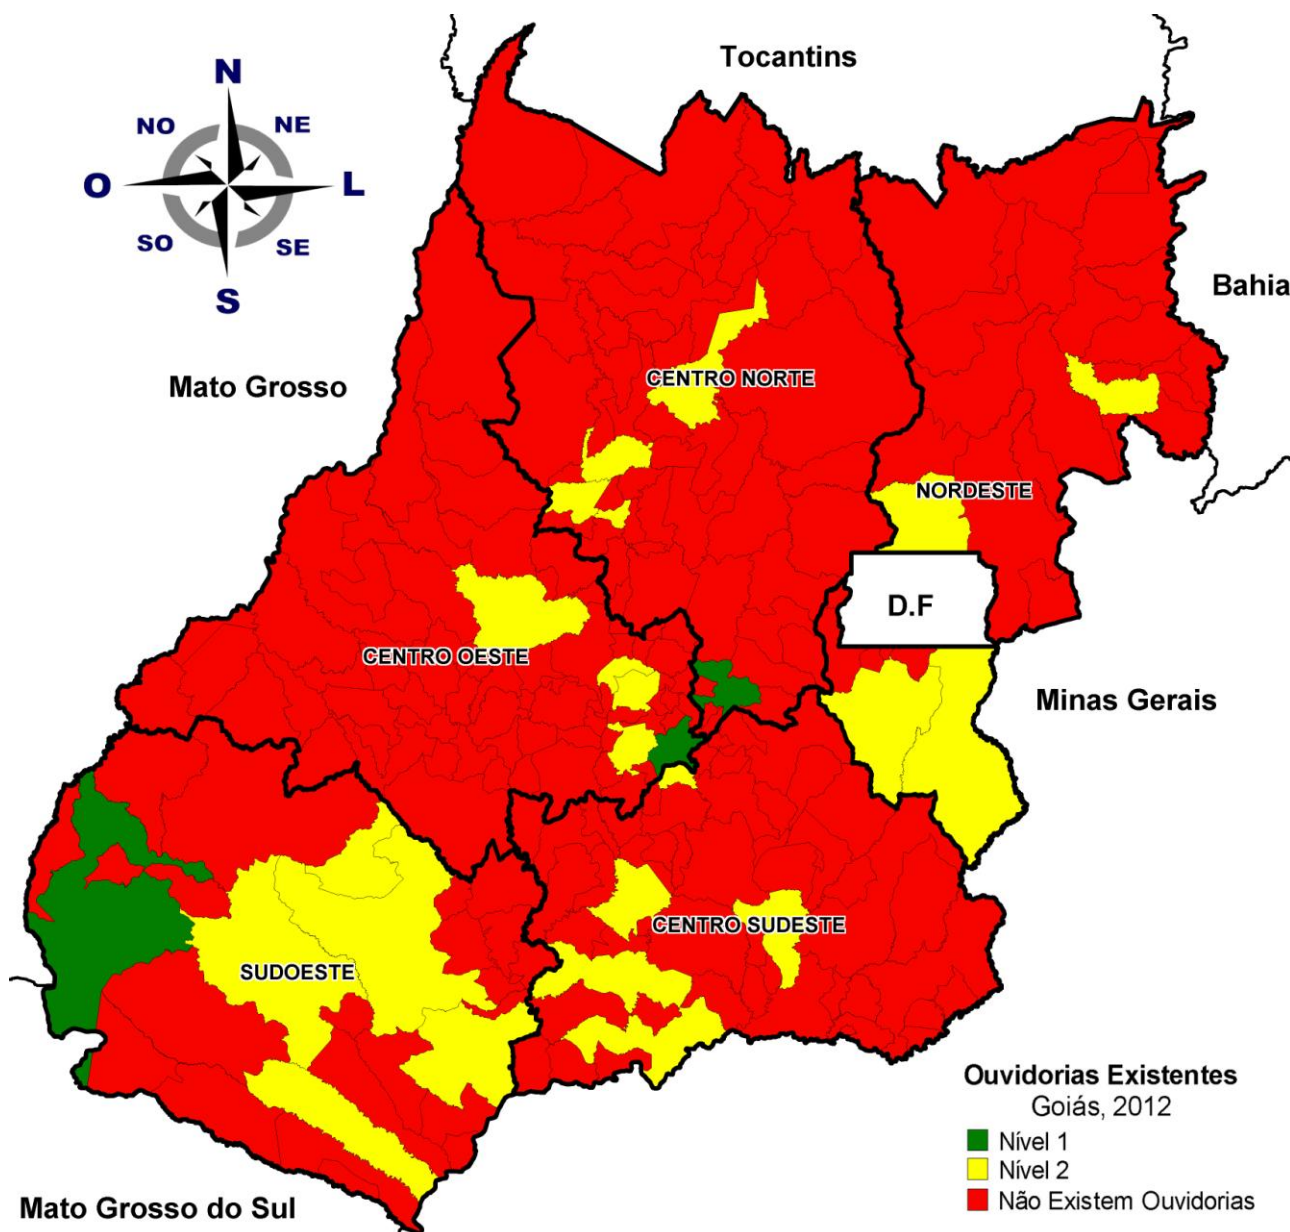 Tocantins
N
NO
NE
O
L
SO
SE
S
Bahia
Mato Grosso
CENTRO NORTE
NORDESTE
D.F
CENTRO OESTE
Minas Gerais
CENTRO SUDESTE
SUDOESTE
Ouvidorias Existentes
Goiás, 2012
Nível 1
Nível 2
Não Existem Ouvidorias
Mato Grosso do Sul